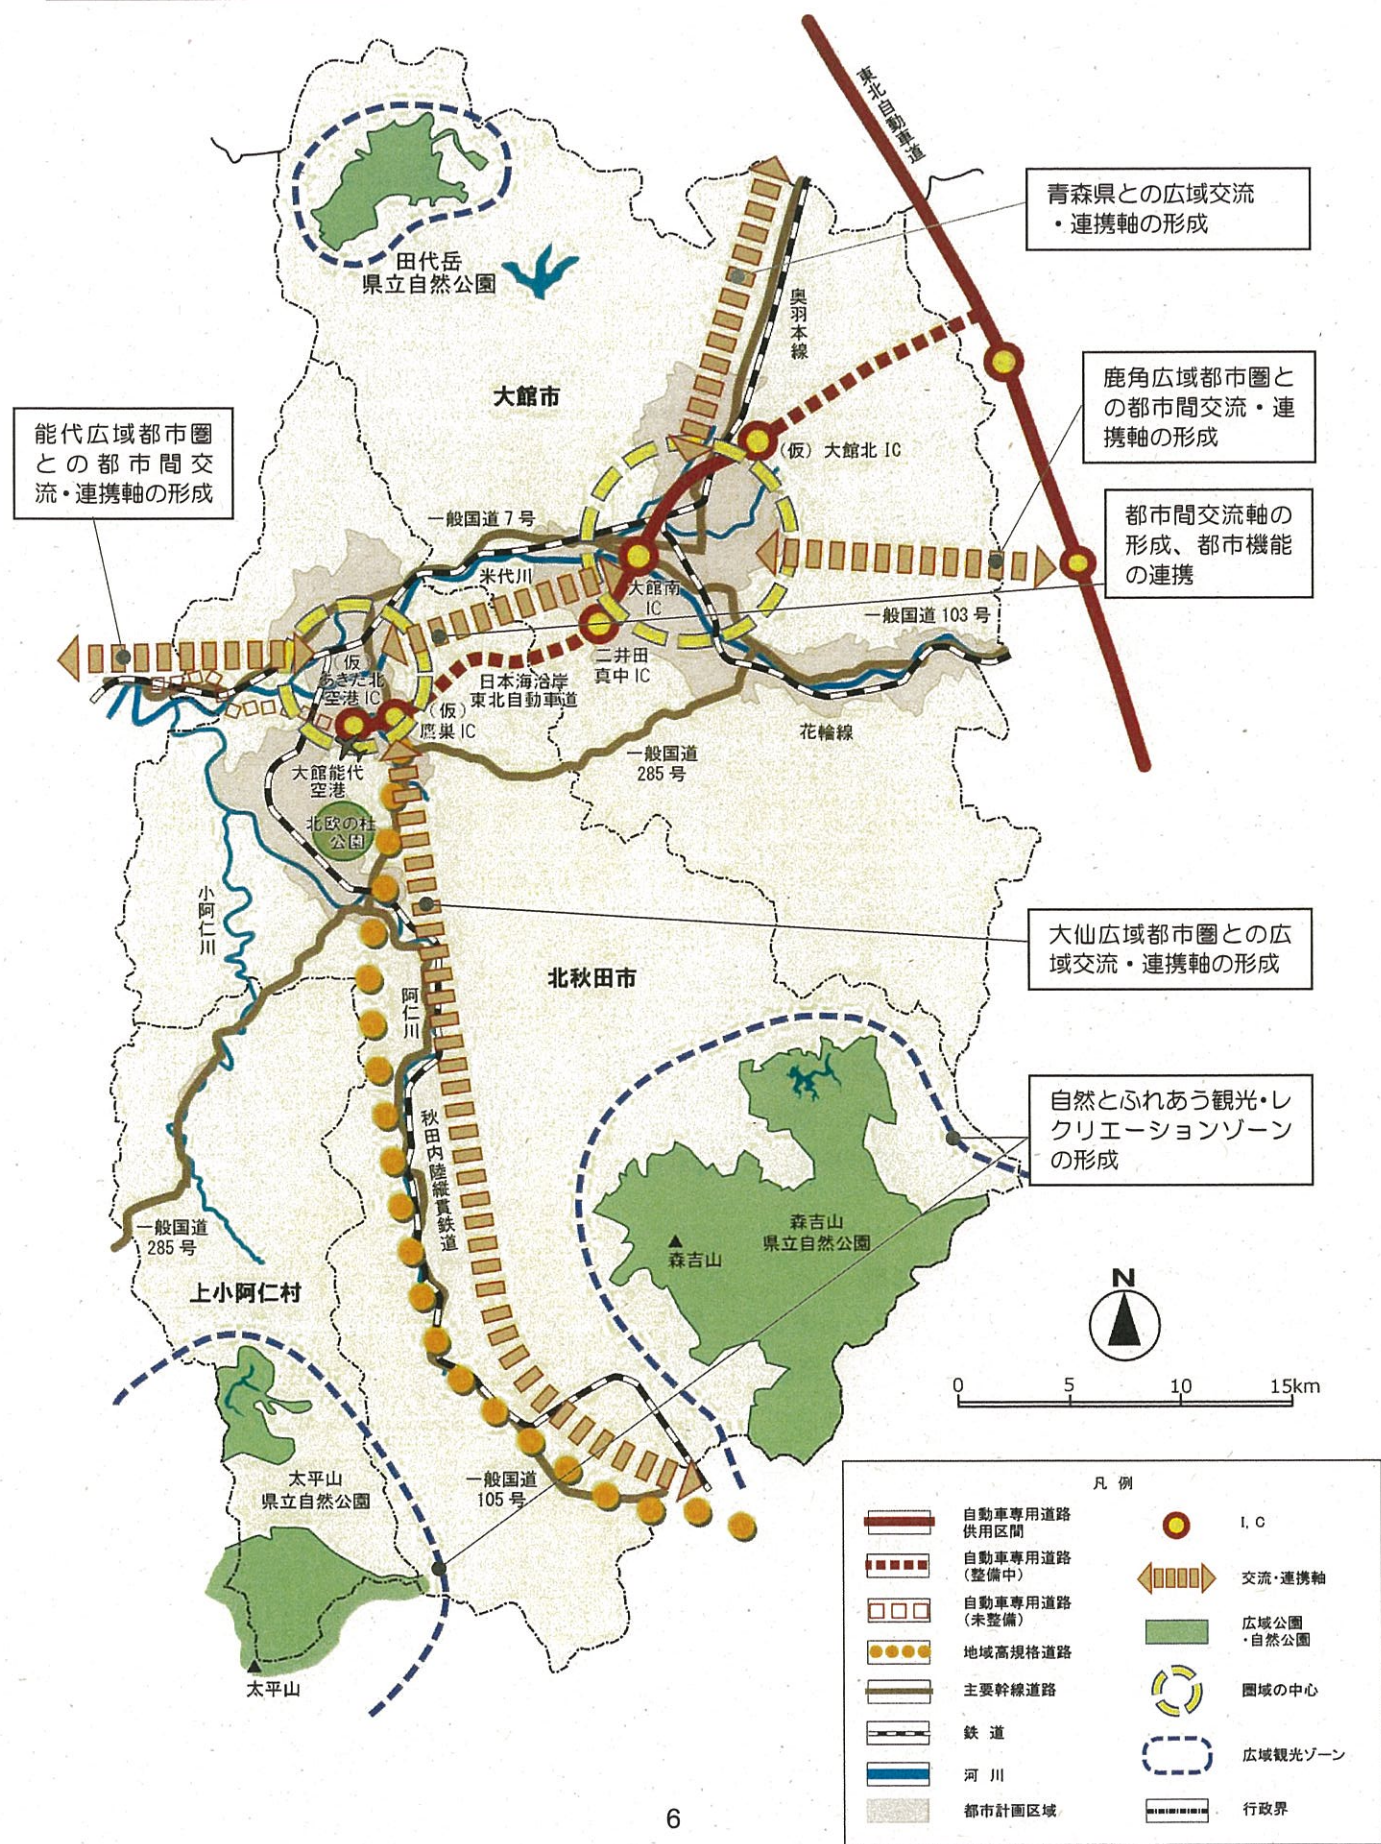 東北自動車道
青森県との広域交流
・連携軸の形成
田代岳
県立自然公園
奥羽本線
鹿角広域都市圏と
の都市間交流・連
携軸の形成
大館市
能代広域都市圏
との都市間交
流・連携軸の形成
(仮) 大館北 IC
都市間交流軸の
形成、都市機能
の連携
一般国道 7 号
米代川
大館南
IC
一般国道 103 号
(仮)
あきた北
空港 IC
二井田
真中 IC
日本海沿岸
東北自動車道
(仮)
鷹巣 IC
花輪線
一般国道
285 号
大館能代
空港
北欧の杜
公園
小阿仁川
大仙広域都市圏との広
域交流・連携軸の形成
北秋田市
阿仁川
自然とふれあう観光・レ
クリエーションゾーン
の形成
秋田内陸縦貫鉄道
一般国道
285 号
森吉山
県立自然公園
▲
森吉山
上小阿仁村
N
0 5 10 15km
太平山
県立自然公園
一般国道
105 号
▲
太平山
凡 例
自動車専用道路
供用区間
自動車専用道路
(整備中)
自動車専用道路
(未整備)
地域高規格道路
主要幹線道路
鉄 道
河 川
都市計画区域
I, C
交流・連携軸
広域公園
・自然公園
圏域の中心
広域観光ゾーン
行政界
6